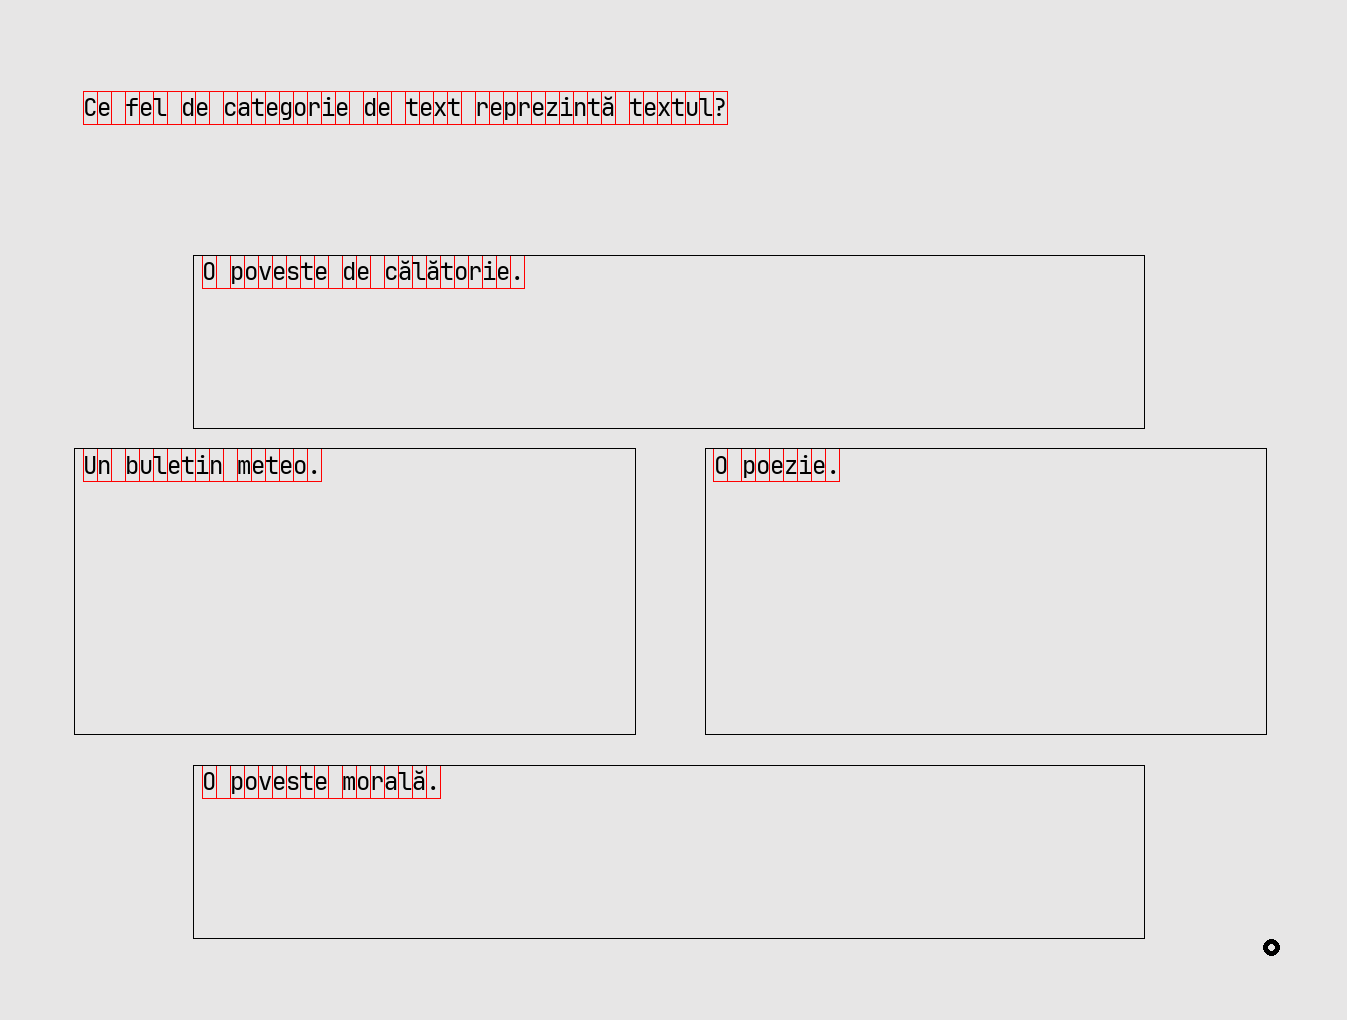 Ce fel de categorie de text reprezintă textul?
O poveste de călătorie.
Un buletin meteo.
O poezie.
O poveste morală.